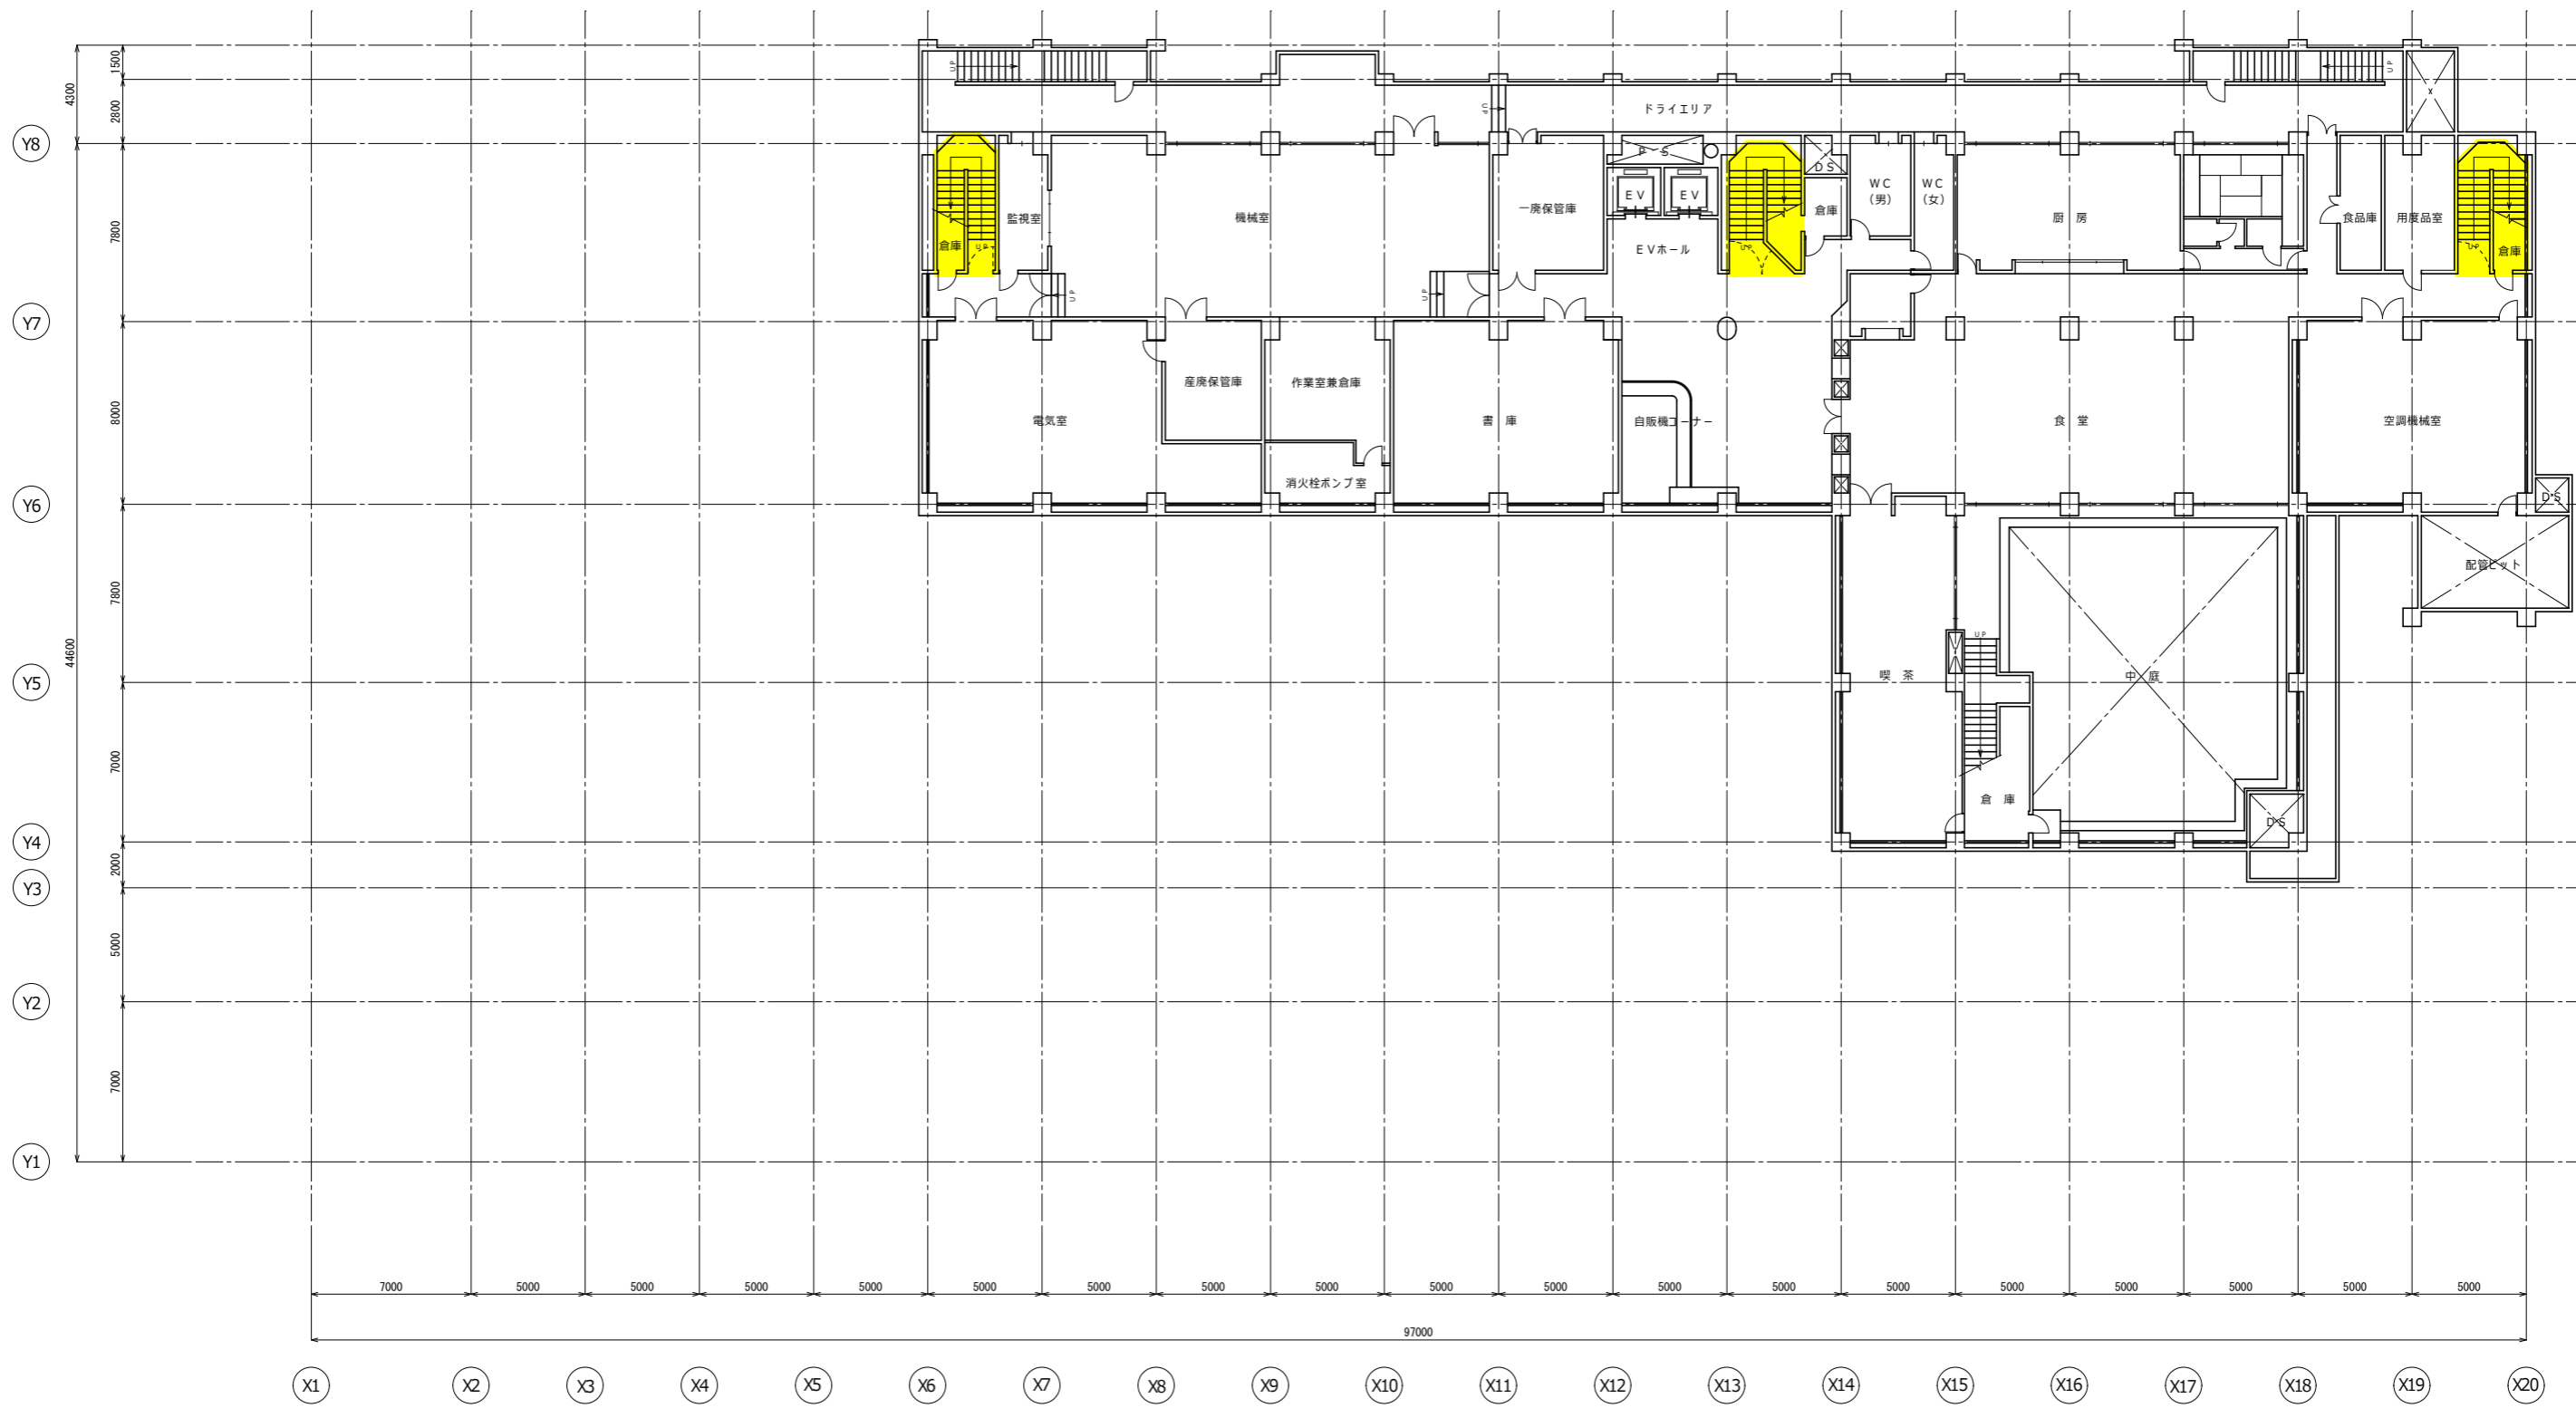 1500
4300
2800
UP
UP
ドライエリア
UP
UP
X
Y8
P S
DS
EV
EV
WC
(男)
WC
(女)
7800
監視室
機械室
一廃保管庫
倉庫
厨 房
食品庫
用度品室
倉庫
UP
EVホール
UP
UP
倉庫
UP
UP
Y7
8000
産廃保管庫
作業室兼倉庫
電気室
書 庫
自販機コーナー
食 堂
空調機械室
消火栓ポンプ室
DS
Y6
7800
配管ピット
44600
UP
Y5
喫 茶
中 庭
7000
倉 庫
DS
Y4
2000
Y3
5000
Y2
7000
Y1
7000 5000 5000 5000 5000 5000 5000 5000 5000 5000 5000 5000 5000 5000 5000 5000 5000 5000 5000
97000
X1 X2 X3 X4 X5 X6 X7 X8 X9 X10 X11 X12 X13 X14 X15 X16 X17 X18 X19 X20